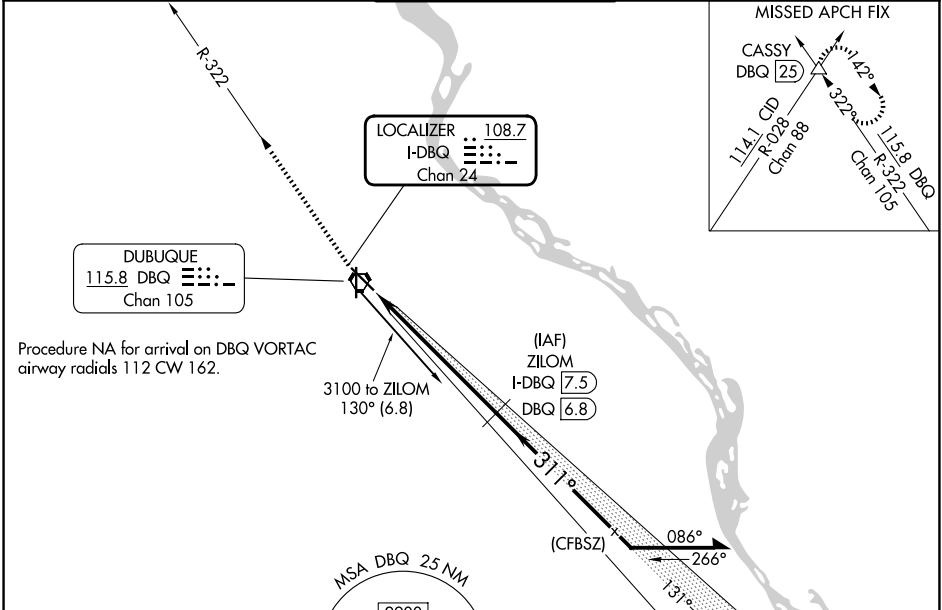 R-322
LOCALIZER 108.7
I-DBQ
Chan 24
DUBUQUE
115.8 DBQ
Chan 105
Procedure NA for arrival on DBQ VORTAC
airway radials 112 CW 162.
3100 to ZILOM
130° (6.8)
(IAF)
ZILOM
I-DBQ 7.5
DBQ 6.8
311°
(CFBSZ)
086°
266°
131°
MSA DBQ 25 NM
MISSED APCH FIX
CASSY
DBQ 25
142°
322°
114.1 CID
R-028
Chan 88
115.8 DBQ
R-322
Chan 105